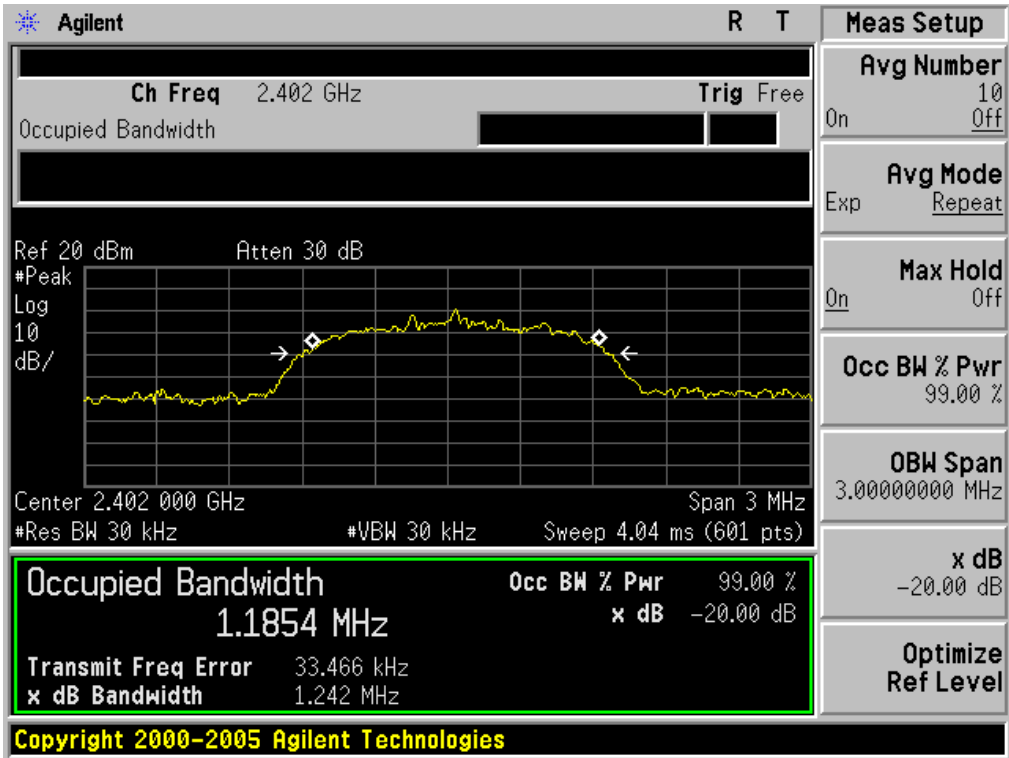 Agilent R T
Ch Freq 2.402 GHz Trig Free
Occupied Bandwidth
Ref 20 dBm Atten 30 dB
#Peak
Log
10
dB/
Center 2.402 000 GHz Span 3 MHz
#Res BW 30 kHz #VBW 30 kHz Sweep 4.04 ms (601 pts)
Occupied Bandwidth Occ BW % Pwr 99.00 %
1.1854 MHz x dB -20.00 dB
Transmit Freq Error 33.466 kHz
x dB Bandwidth 1.242 MHz
Copyright 2000-2005 Agilent Technologies
Meas Setup
Avg Number
10
On Off
Avg Mode
Exp Repeat
Max Hold
On Off
Occ BW % Pwr
99.00 %
OBW Span
3.00000000 MHz
x dB
-20.00 dB
Optimize
Ref Level